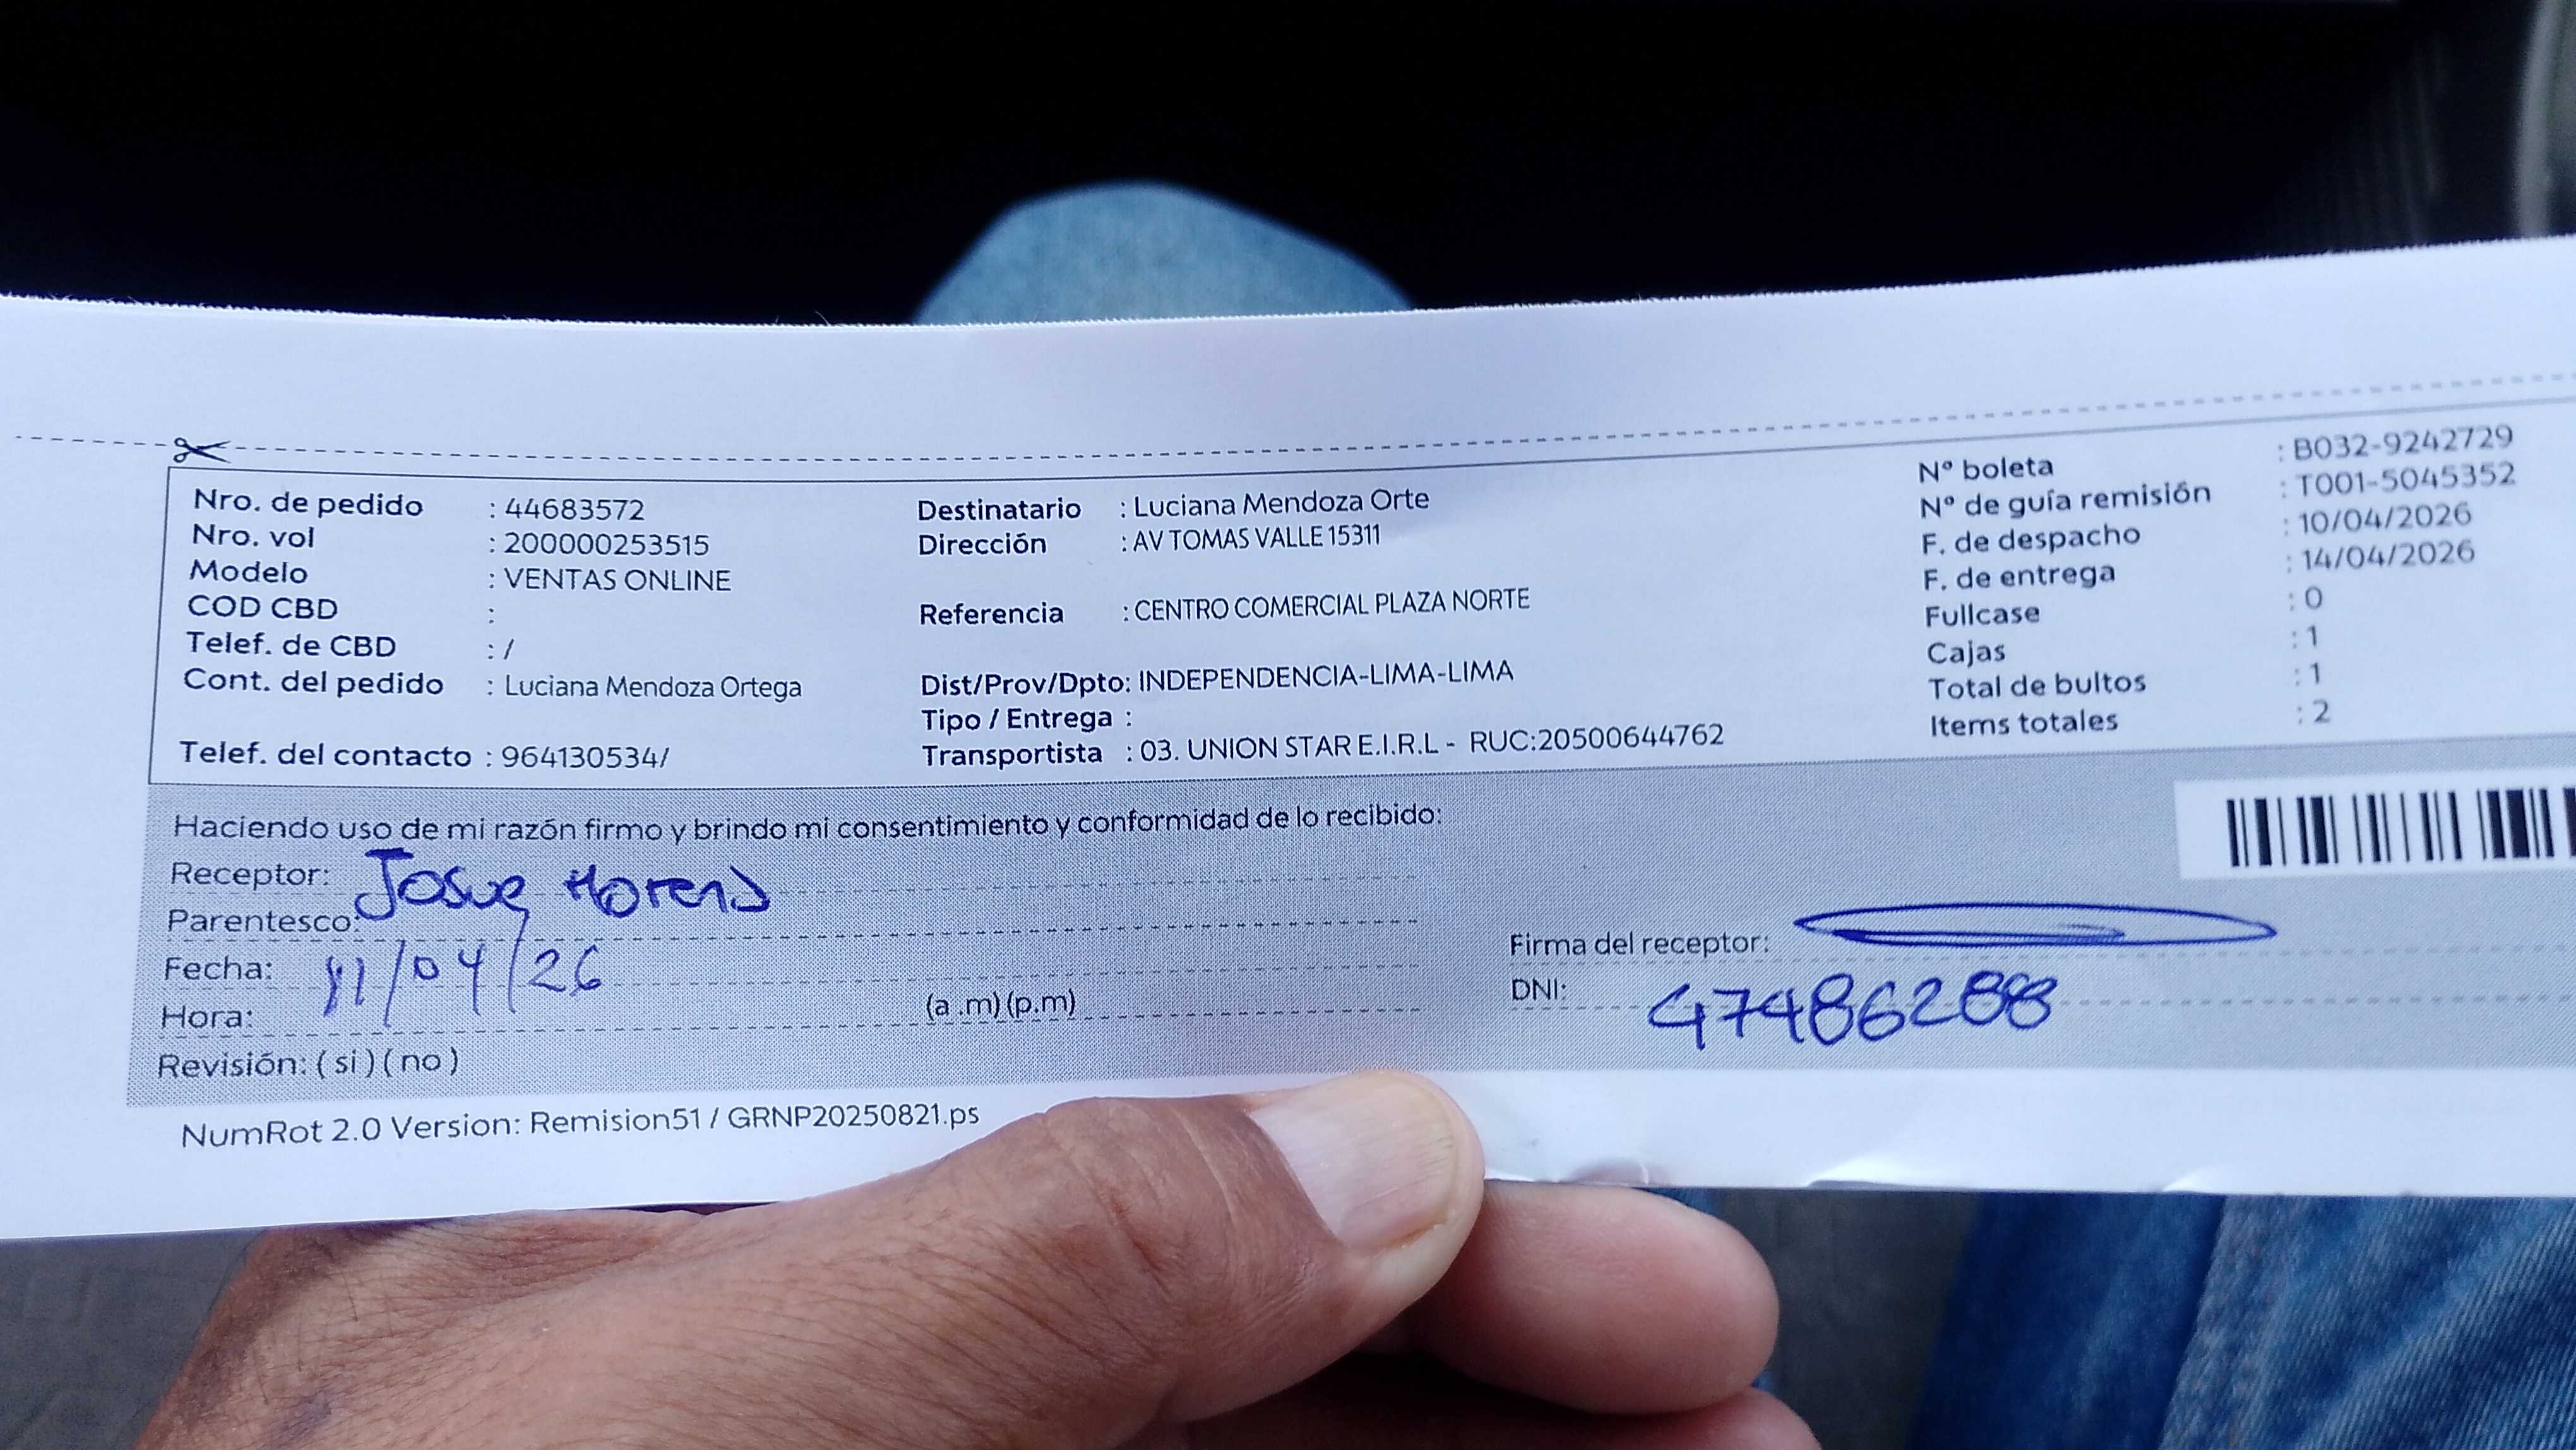 Nro. de pedido : 44683572
Nro. vol : 200000253515
Modelo : VENTAS ONLINE
COD CBD :
Telef. de CBD : /
Cont. del pedido : Luciana Mendoza Ortega
Telef. del contacto : 964130534/
Destinatario : Luciana Mendoza Orte
Dirección : AV TOMAS VALLE 15311
Referencia : CENTRO COMERCIAL PLAZA NORTE
Dist/Prov/Dpto: INDEPENDENCIA-LIMA-LIMA
Tipo / Entrega :
Transportista : 03. UNION STAR E.I.R.L - RUC:20500644762
Nº boleta : B032-9242729
Nº de guía remisión : T001-5045352
F. de despacho : 10/04/2026
F. de entrega : 14/04/2026
Fullcase : 0
Cajas : 1
Total de bultos : 1
Items totales : 2
Haciendo uso de mi razón firmo y brindo mi consentimiento y conformidad de lo recibido:
Receptor: Josue Moreno
Parentesco:
Fecha: 11/04/26
Hora: (a .m) (p.m)
Revisión: ( si ) ( no )
Firma del receptor:
DNI: 47486288
NumRot 2.0 Version: Remision51 / GRNP20250821.ps